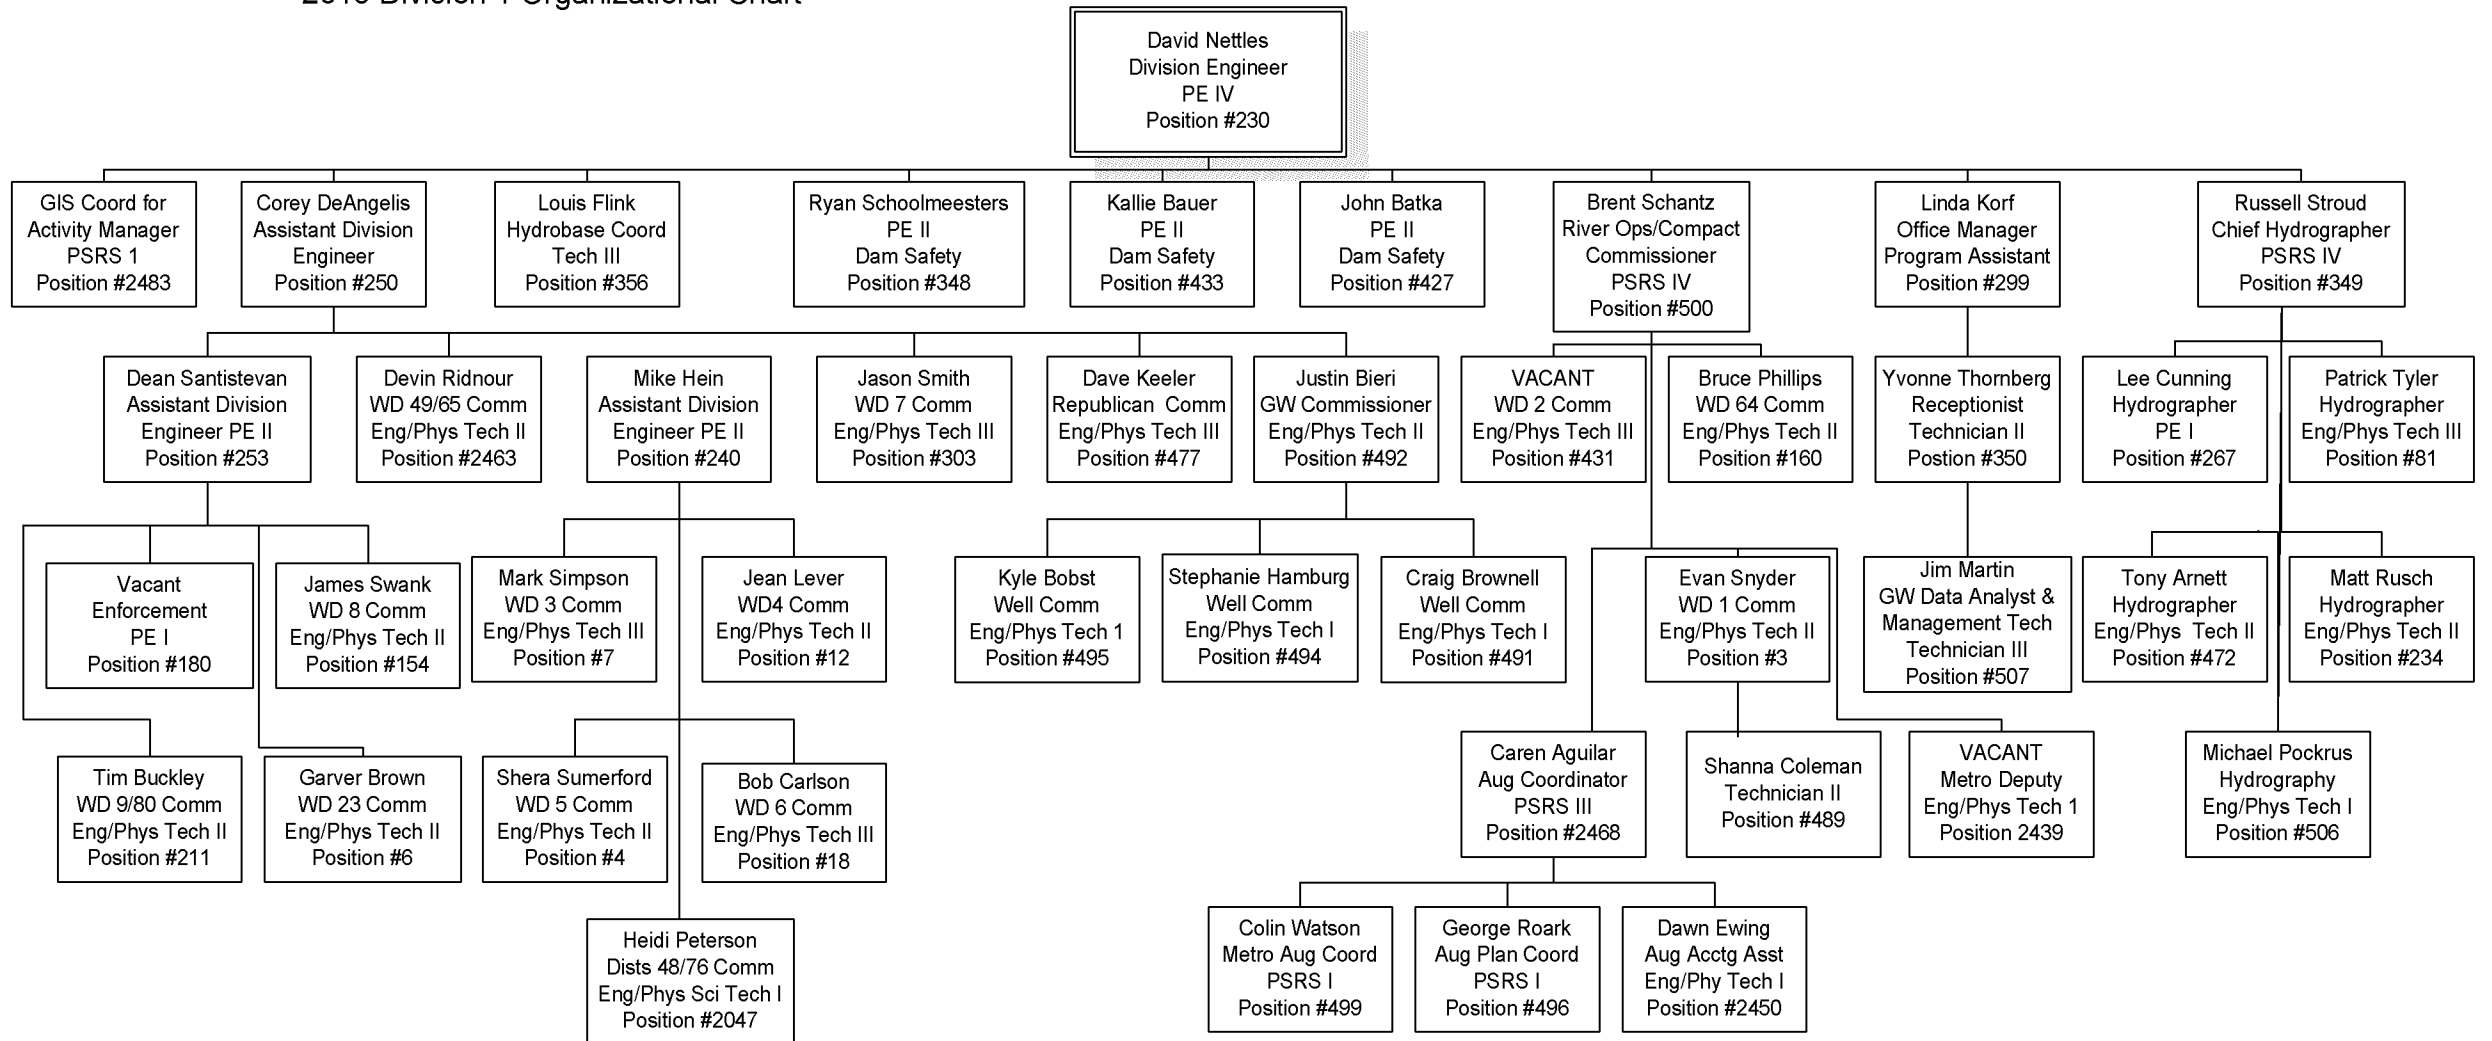 Division 1 Organizational Chart
David Nettles
Division Engineer
PE IV
Position #230
GIS Coord for
Activity Manager
PSRS 1
Position #2483
Corey DeAngelis
Assistant Division
Engineer
Position #250
Louis Flink
Hydrobase Coord
Tech III
Position #356
Ryan Schoolmeesters
PE II
Dam Safety
Position #348
Kallie Bauer
PE II
Dam Safety
Position #433
John Batka
PE II
Dam Safety
Position #427
Brent Schantz
River Ops/Compact
Commissioner
PSRS IV
Position #500
Linda Korf
Office Manager
Program Assistant
Position #299
Russell Stroud
Chief Hydrographer
PSRS IV
Position #349
Dean Santistevan
Assistant Division
Engineer PE II
Position #253
Devin Ridnour
WD 49/65 Comm
Eng/Phys Tech II
Position #2463
Mike Hein
Assistant Division
Engineer PE II
Position #240
Jason Smith
WD 7 Comm
Eng/Phys Tech III
Position #303
Dave Keeler
Republican  Comm
Eng/Phys Tech III
Position #477
Justin Bieri
GW Commissioner
Eng/Phys Tech II
Position #492
VACANT
WD 2 Comm
Eng/Phys Tech III
Position #431
Bruce Phillips
WD 64 Comm
Eng/Phys Tech II
Position #160
Yvonne Thornberg
Receptionist
Technician II
Postion #350
Lee Cunning
Hydrographer
PE I
Position #267
Patrick Tyler
Hydrographer
Eng/Phys Tech III
Position #81
Vacant
Enforcement
PE I
Position #180
James Swank
WD 8 Comm
Eng/Phys Tech II
Position #154
Mark Simpson
WD 3 Comm
Eng/Phys Tech III
Position #7
Jean Lever
WD4 Comm
Eng/Phys Tech II
Position #12
Kyle Bobst
Well Comm
Eng/Phys Tech 1
Position #495
Stephanie Hamburg
Well Comm
Eng/Phys Tech I
Position #494
Craig Brownell
Well Comm
Eng/Phys Tech I
Position #491
Evan Snyder
WD 1 Comm
Eng/Phys Tech II
Position #3
Jim Martin
GW Data Analyst &
Management Tech
Technician III
Position #507
Tony Arnett
Hydrographer
Eng/Phys  Tech II
Position #472
Matt Rusch
Hydrographer
Eng/Phys Tech II
Position #234
Tim Buckley
WD 9/80 Comm
Eng/Phys Tech II
Position #211
Garver Brown
WD 23 Comm
Eng/Phys Tech II
Position #6
Shera Sumerford
WD 5 Comm
Eng/Phys Tech II
Position #4
Bob Carlson
WD 6 Comm
Eng/Phys Tech III
Position #18
Caren Aguilar
Aug Coordinator
PSRS III
Position #2468
Shanna Coleman
Technician II
Position #489
VACANT
Metro Deputy
Eng/Phys Tech 1
Position 2439
Michael Pockrus
Hydrography
Eng/Phys Tech I
Position #506
Heidi Peterson
Dists 48/76 Comm
Eng/Phys Sci Tech I
Position #2047
Colin Watson
Metro Aug Coord
PSRS I
Position #499
George Roark
Aug Plan Coord
PSRS I
Position #496
Dawn Ewing
Aug Acctg Asst
Eng/Phy Tech I
Position #2450